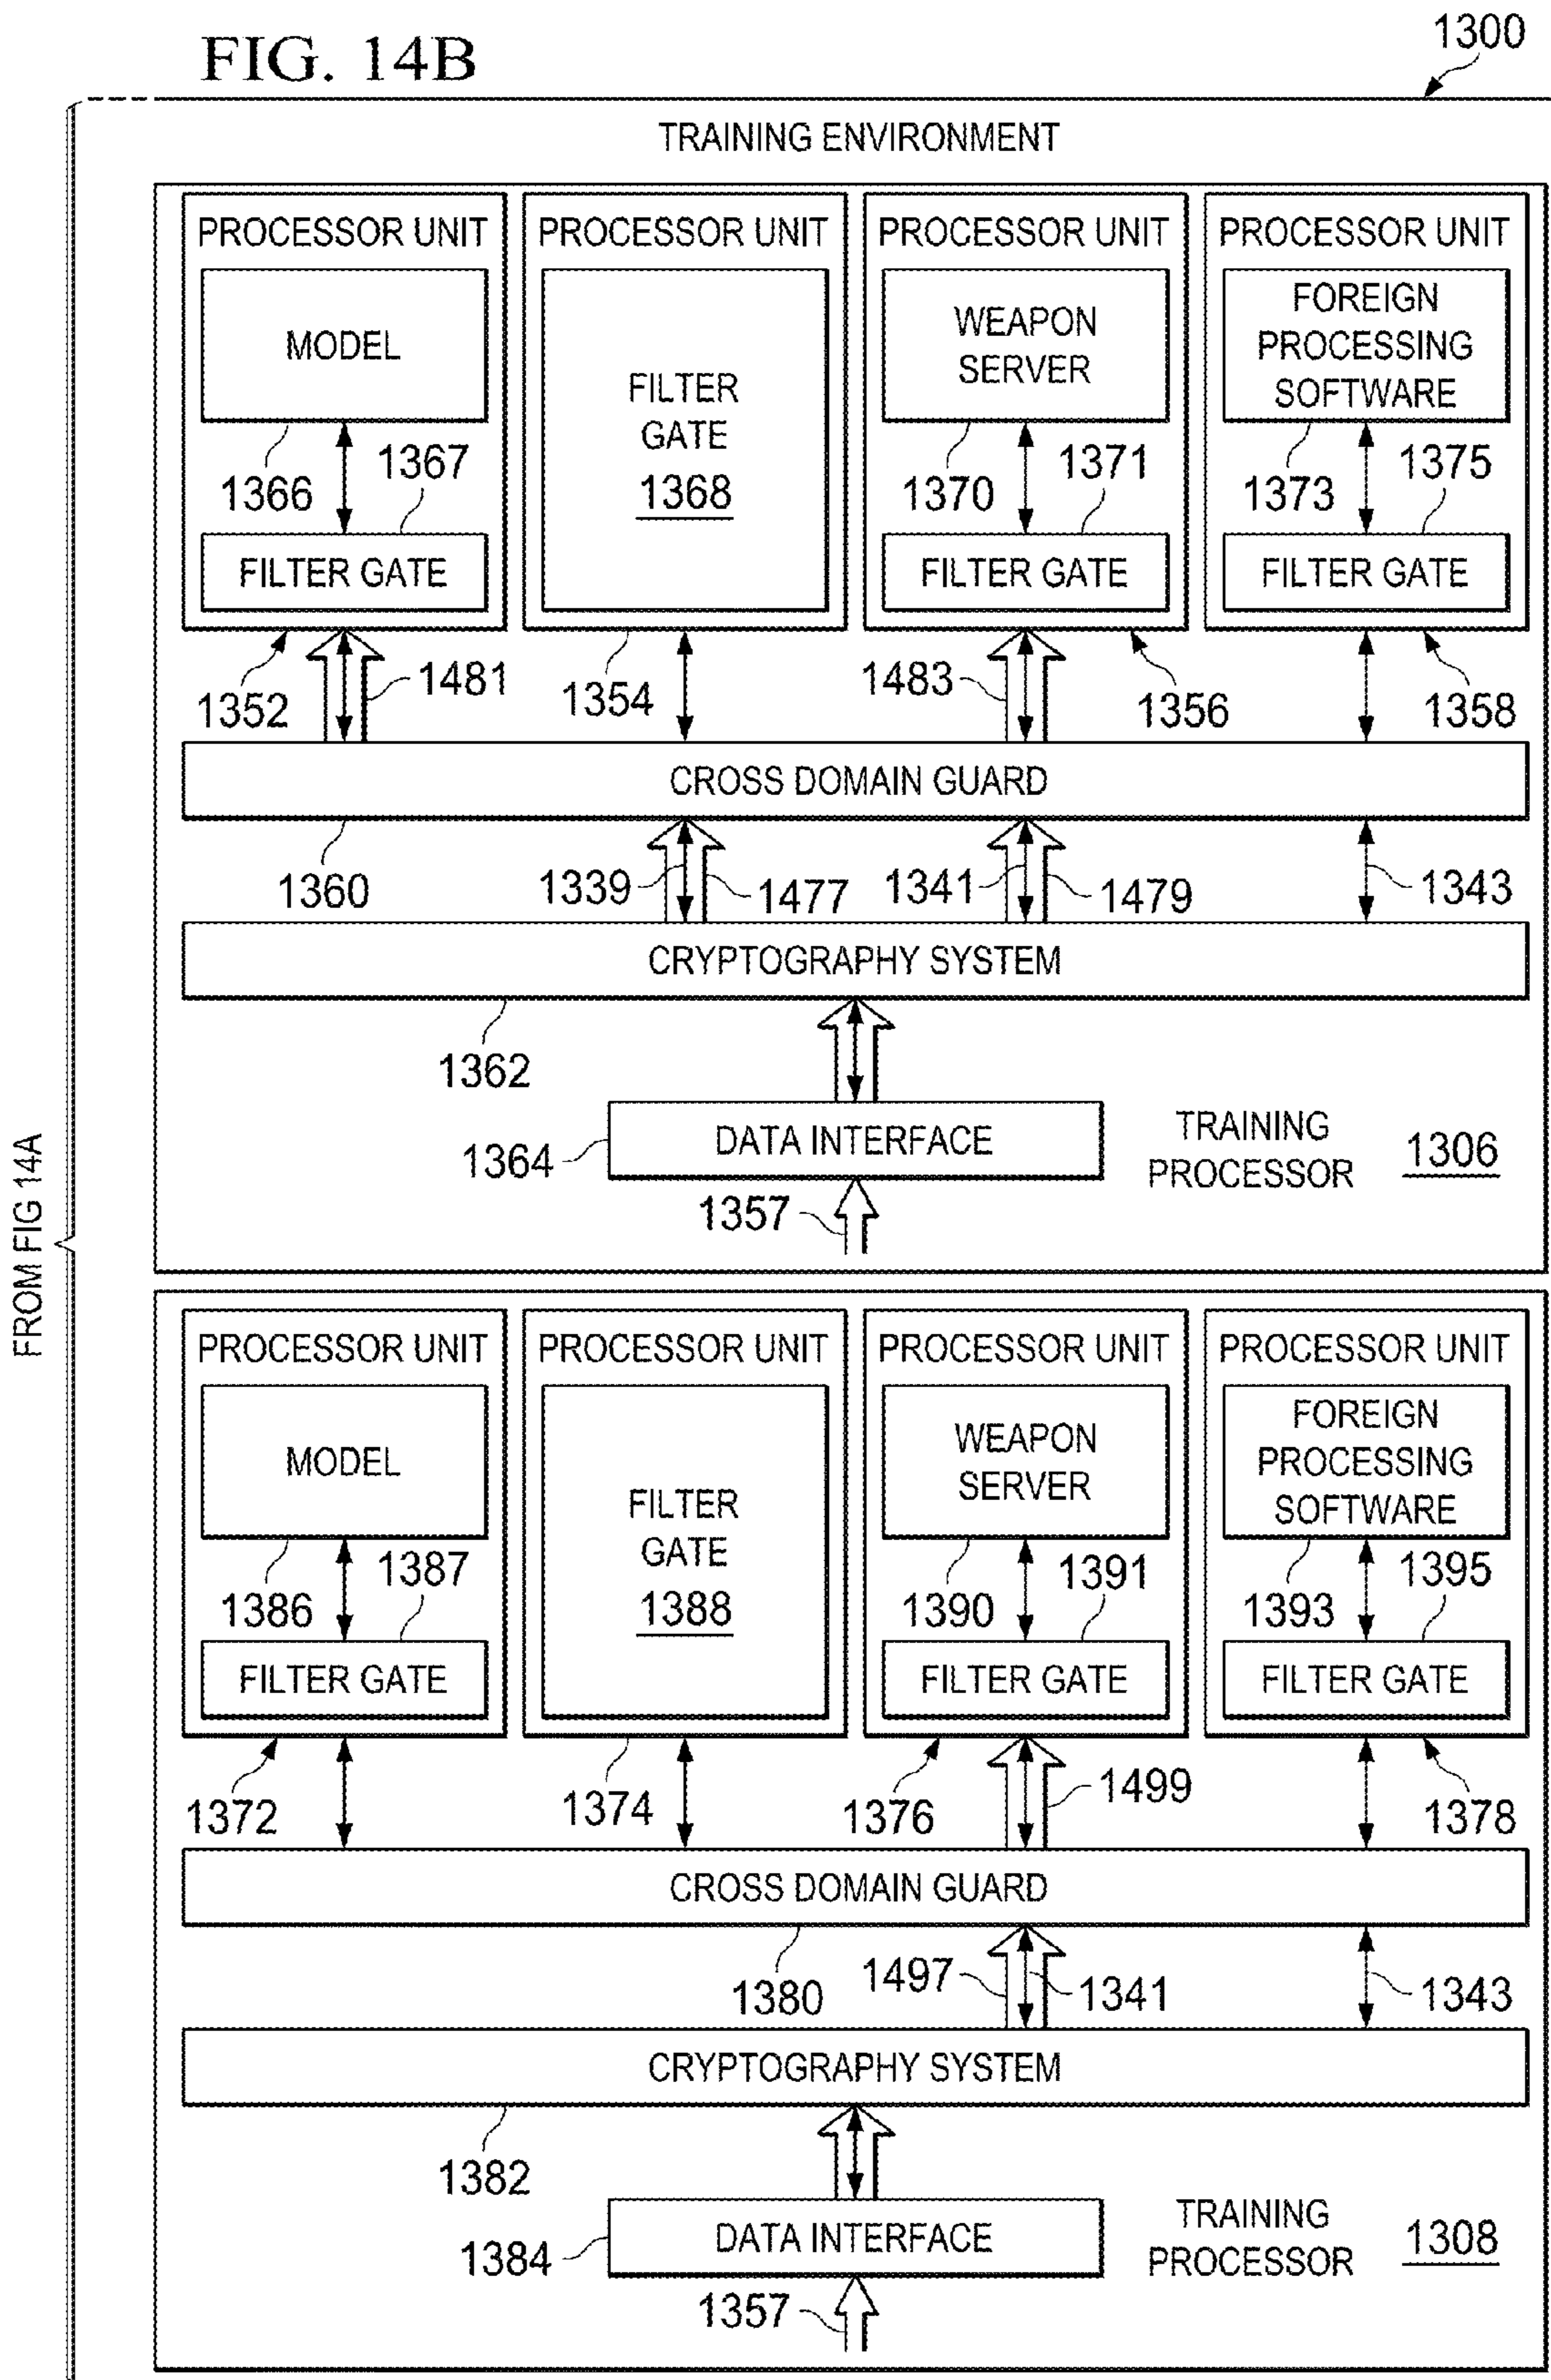 FIG. 14B
1300
TRAINING ENVIRONMENT
PROCESSOR UNIT PROCESSOR UNIT PROCESSOR UNIT PROCESSOR UNIT
MODEL
FILTER
GATE
1368
WEAPON
SERVER
FOREIGN
PROCESSING
SOFTWARE
1366 1367 1370 1371 1373 1375
FILTER GATE FILTER GATE FILTER GATE
1352 1481 1354 1483 1356 1358
CROSS DOMAIN GUARD
1360 1339 1477 1341 1479 1343
CRYPTOGRAPHY SYSTEM
1362
1364 DATA INTERFACE
TRAINING
PROCESSOR 1306
1357
FROM FIG 14A
PROCESSOR UNIT PROCESSOR UNIT PROCESSOR UNIT PROCESSOR UNIT
MODEL
FILTER
GATE
1388
WEAPON
SERVER
FOREIGN
PROCESSING
SOFTWARE
1386 1387 1390 1391 1393 1395
FILTER GATE FILTER GATE FILTER GATE
1372 1374 1376 1499 1378
CROSS DOMAIN GUARD
1380 1497 1341 1343
CRYPTOGRAPHY SYSTEM
1382
1384 DATA INTERFACE
TRAINING
PROCESSOR 1308
1357